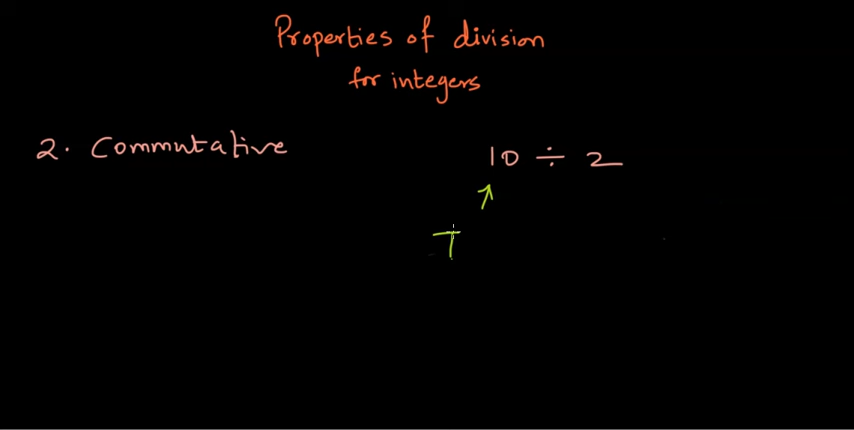 Properties of division
for integers
2. Commutative
10 ÷ 2
T